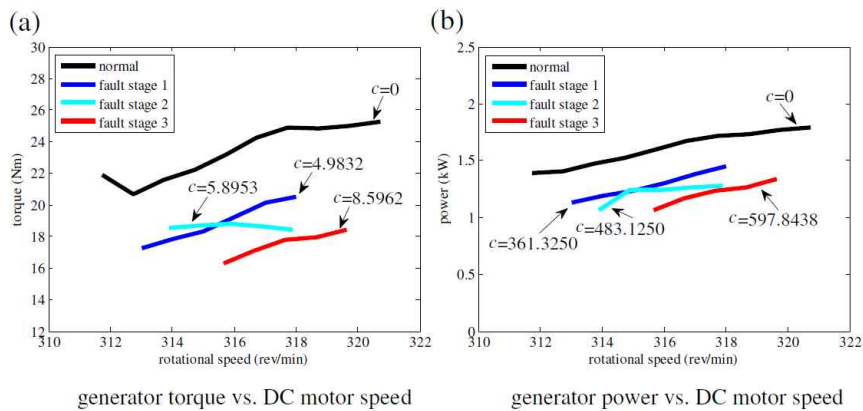 (a)
30
28
26
24
22
20
18
16
14
12
torque (Nm)
normal
fault stage 1
fault stage 2
fault stage 3
c=0
c=4.9832
c=5.8953
c=8.5962
310
312
314
316
318
320
322
rotational speed (rev/min)
generator torque vs. DC motor speed
(b)
2.5
2
1.5
1
0.5
0
power (kW)
normal
fault stage 1
fault stage 2
fault stage 3
c=0
c=361.3250
c=483.1250
c=597.8438
310
312
314
316
318
320
322
rotational speed (rev/min)
generator power vs. DC motor speed